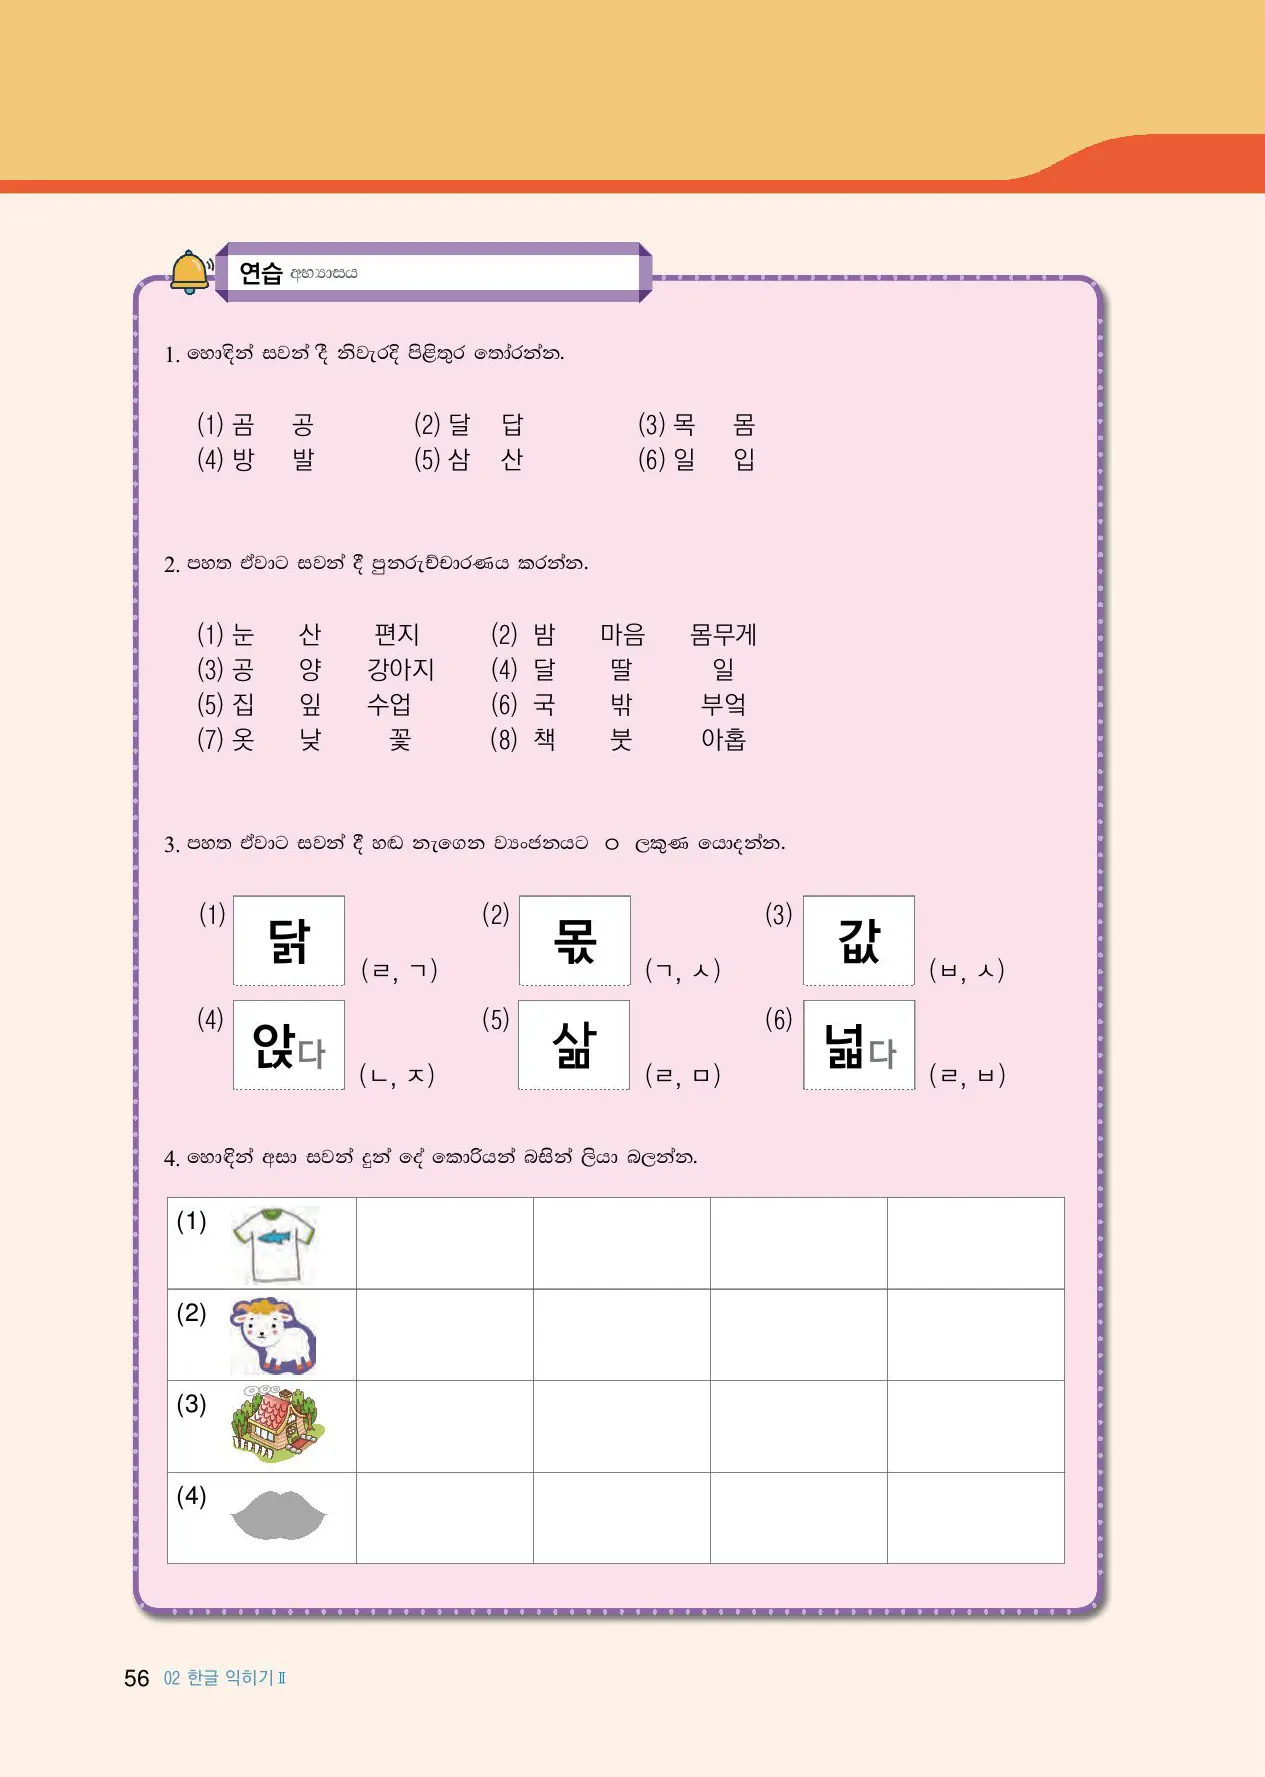 연습 අභ්‍යාසය
1. හොඳින් සවන් දී නිවැරදි පිළිතුර තෝරන්න.
(1) 곰 공 (2) 달 답 (3) 목 몸
(4) 방 발 (5) 삼 산 (6) 일 입
2. පහත ඒවාට සවන් දී පුනරුච්චාරණය කරන්න.
(1) 눈 산 편지 (2) 밤 마음 몸무게
(3) 공 양 강아지 (4) 달 딸 일
(5) 집 잎 수업 (6) 국 밖 부엌
(7) 옷 낮 꽃 (8) 책 붓 아홉
3. පහත ඒවාට සවන් දී හඬ නැගෙන ව්‍යංජනයට ㅇ ලකුණ යොදන්න.
(1) 닭 (ㄹ, ㄱ) (2) 몫 (ㄱ, ㅅ) (3) 값 (ㅂ, ㅅ)
(4) 앉다 (ㄴ, ㅈ) (5) 삶 (ㄹ, ㅁ) (6) 넓다 (ㄹ, ㅂ)
4. හොඳින් අසා සවන් දුන් දේ කොරියන් බසින් ලියා බලන්න.
(1)
(2)
(3)
(4)
56 02 한글 익히기 Ⅱ